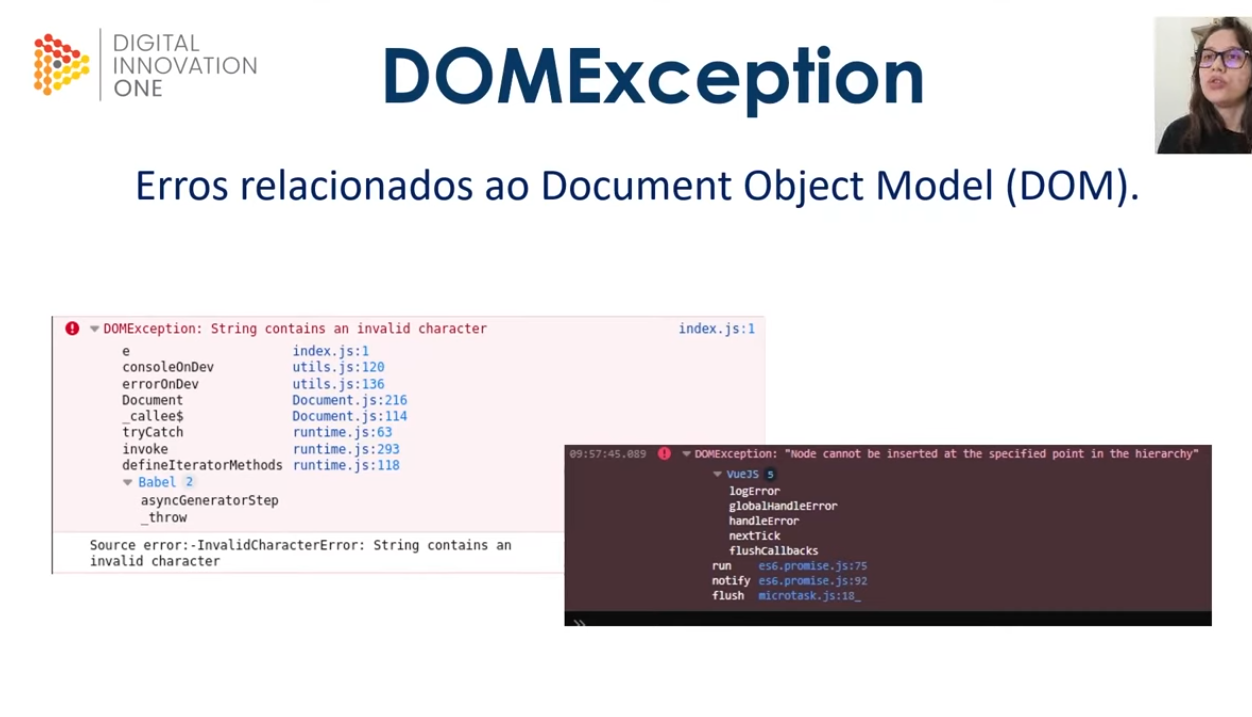 DIGITAL
INNOVATION
ONE
DOMException
Erros relacionados ao Document Object Model (DOM).
DOMException: String contains an invalid character index.js:1
e index.js:1
consoleOnDev utils.js:120
errorOnDev utils.js:136
Document Document.js:216
_callee$ Document.js:114
tryCatch runtime.js:63
invoke runtime.js:293
defineIteratorMethods runtime.js:118
Babel 2
asyncGeneratorStep
_throw
Source error:-InvalidCharacterError: String contains an
invalid character
09:57:45.089 DOMException: "Node cannot be inserted at the specified point in the hierarchy"
VueJS 5
logError
globalHandleError
handleError
nextTick
flushCallbacks
run es6.promise.js:75
notify es6.promise.js:92
flush microtask.js:18_
»